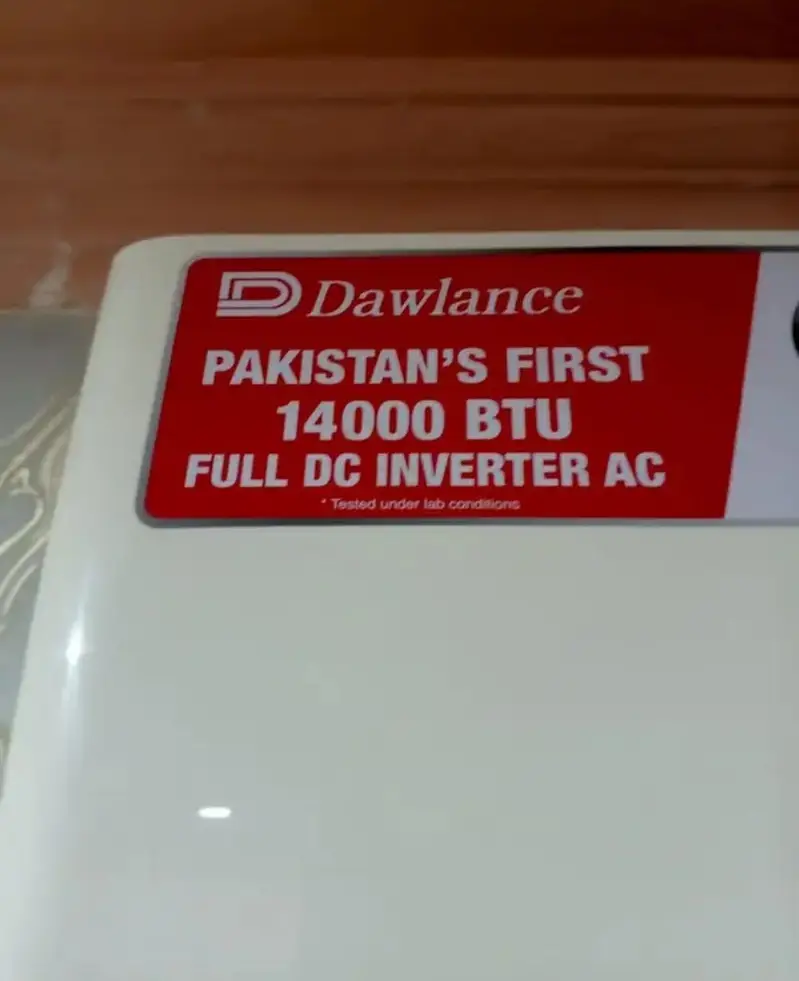 Dawlance
PAKISTAN'S FIRST
14000 BTU
FULL DC INVERTER AC
* Tested under lab conditions